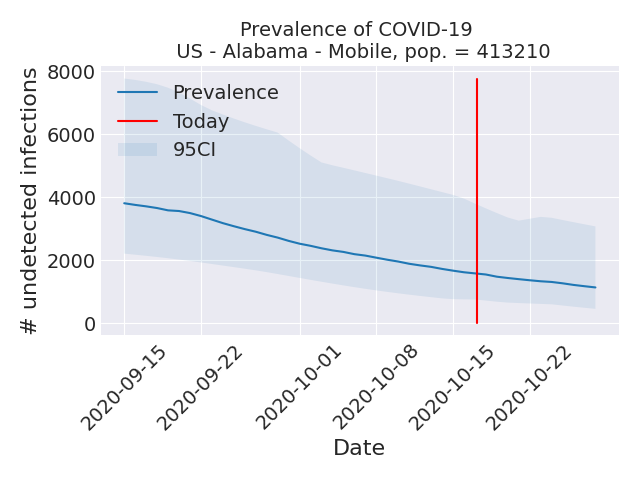 Prevalence of COVID-19
US - Alabama - Mobile, pop. = 413210
# undetected infections
8000
6000
4000
2000
0
Prevalence
Today
95CI
2020-09-15
2020-09-22
2020-10-01
2020-10-08
2020-10-15
2020-10-22
Date